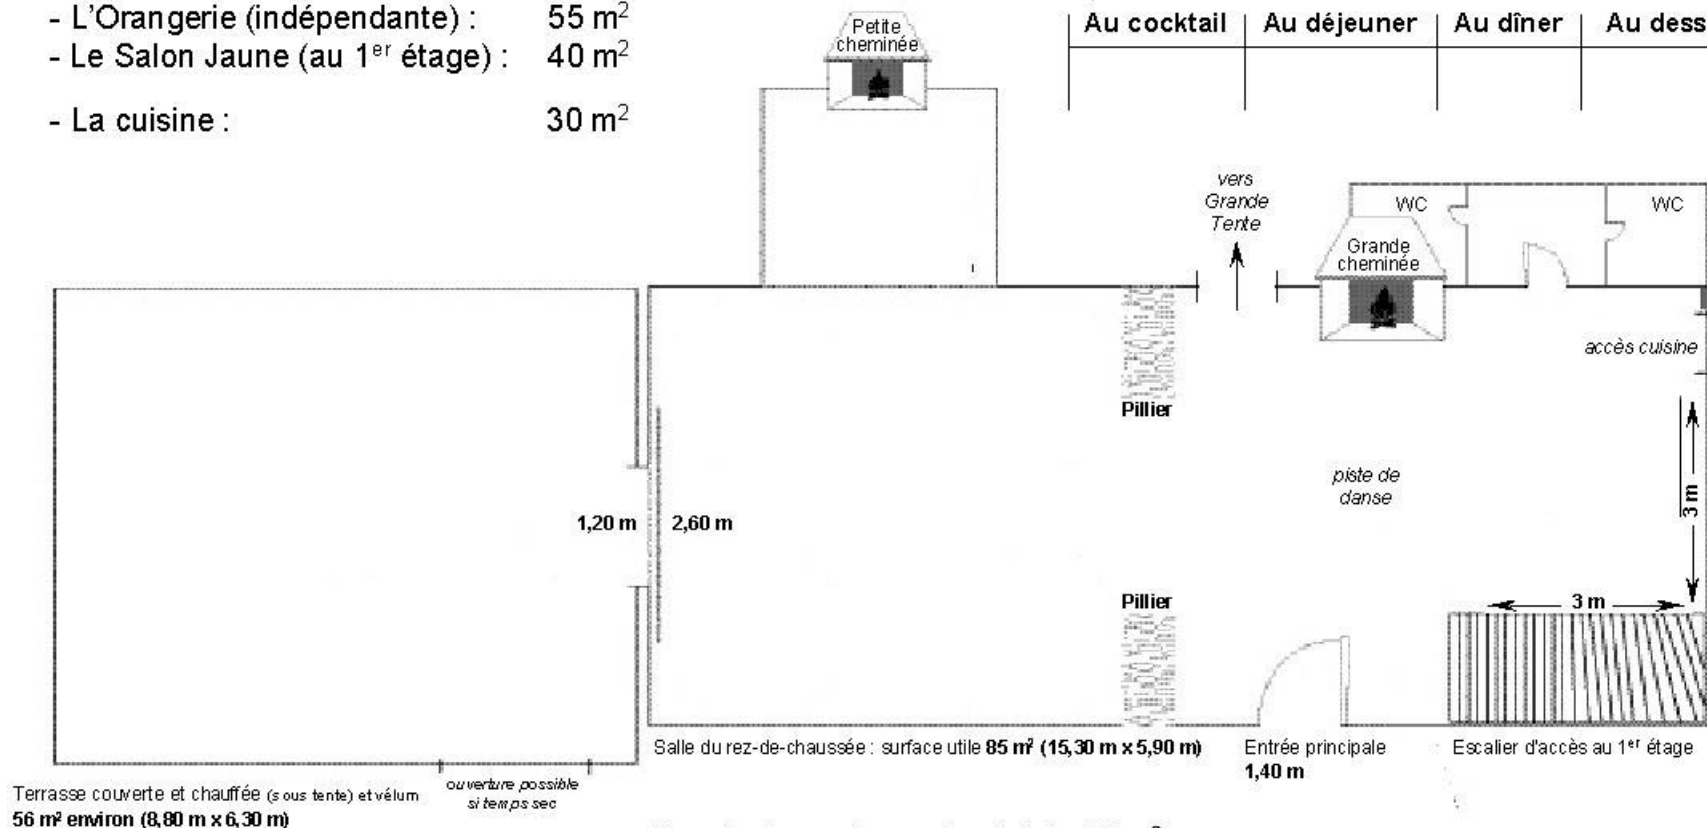 - L'Orangerie (indépendante) : 55 m²
- Le Salon Jaune (au 1er étage) : 40 m²
- La cuisine : 30 m²
Au cocktail Au déjeuner Au dîner Au dess
Petite
cheminée
vers
Grande
Tente
WC
WC
Grande
cheminée
accès cuisine
Pillier
piste de
danse
3 m
1,20 m
2,60 m
Pillier
3 m
Salle du rez-de-chaussée : surface utile 85 m² (15,30 m x 5,90 m)
Entrée principale
1,40 m
Escalier d'accès au 1er étage
Terrasse couverte et chauffée (sous tente) et vélum
56 m² environ (8,80 m x 6,30 m)
ouverture possible
si temps sec